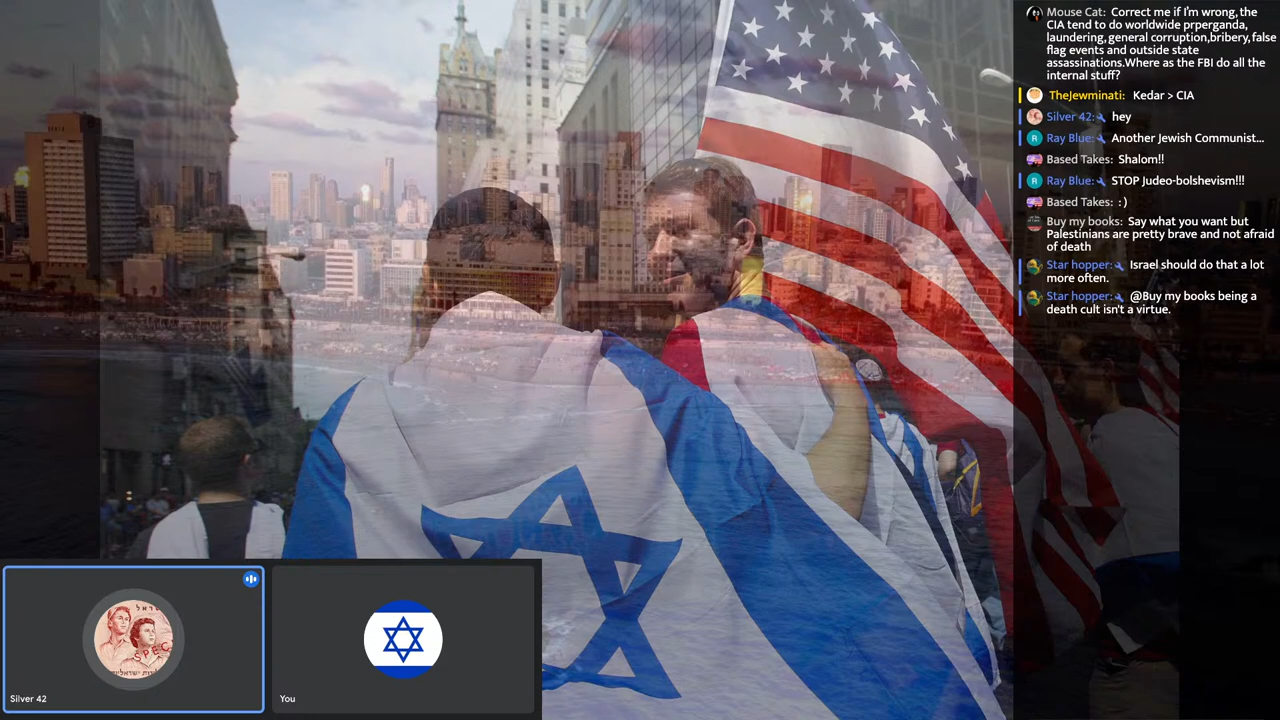 Mouse Cat: Correct me if I'm wrong, the
CIA tend to do worldwide prperganda,
laundering, general corruption,bribery, false
flag events and outside state
assassinations.Where as the FBI do all the
internal stuff?
TheJewminati: Kedar > CIA
Silver 42: hey
Ray Blue: Another Jewish Communist...
Based Takes: Shalom!!
Ray Blue: STOP Judeo-bolshevism!!!
Based Takes: :)
Buy my books: Say what you want but
Palestinians are pretty brave and not afraid
of death
Star hopper: Israel should do that a lot
more often.
Star hopper: @Buy my books being a
death cult isn't a virtue.
R
R
SPEC
Silver 42
You